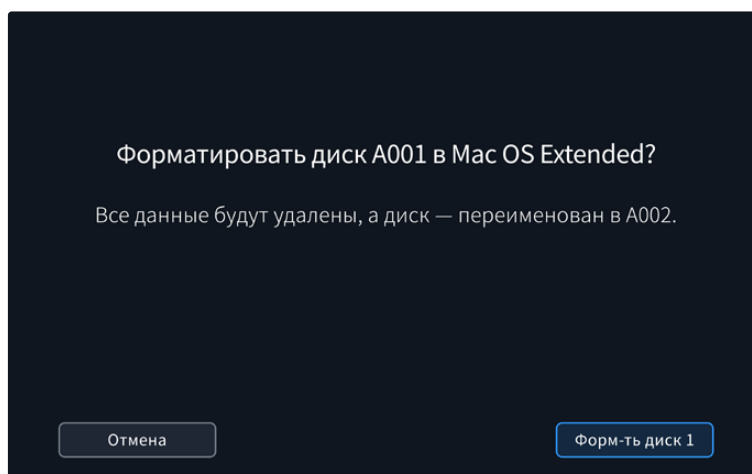 Форматировать диск A001 в Mac OS Extended?
Все данные будут удалены, а диск — переименован в A002.
Отмена
Форм-ть диск 1